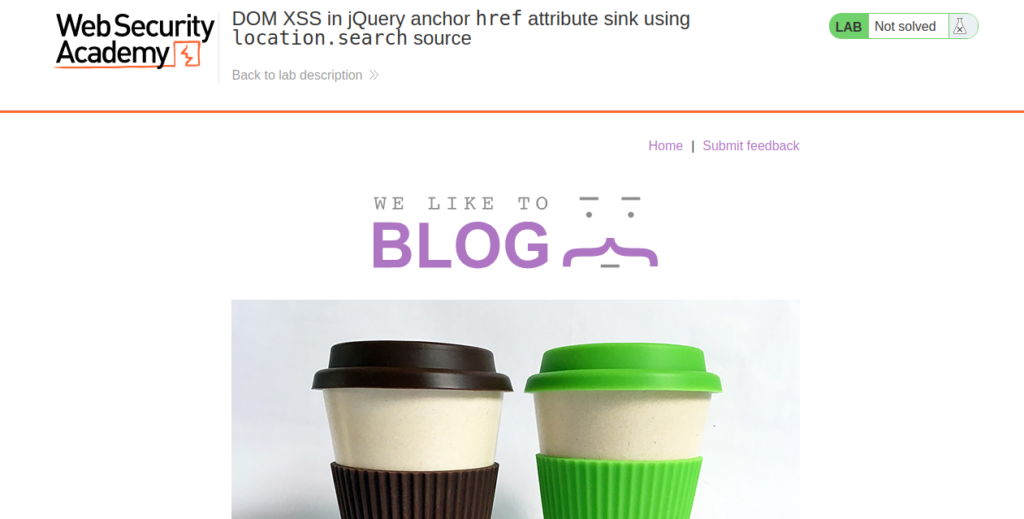 Web Security
Academy
DOM XSS in jQuery anchor href attribute sink using
location.search source
Back to lab description
LAB Not solved
Home | Submit feedback
WE LIKE TO
BLOG